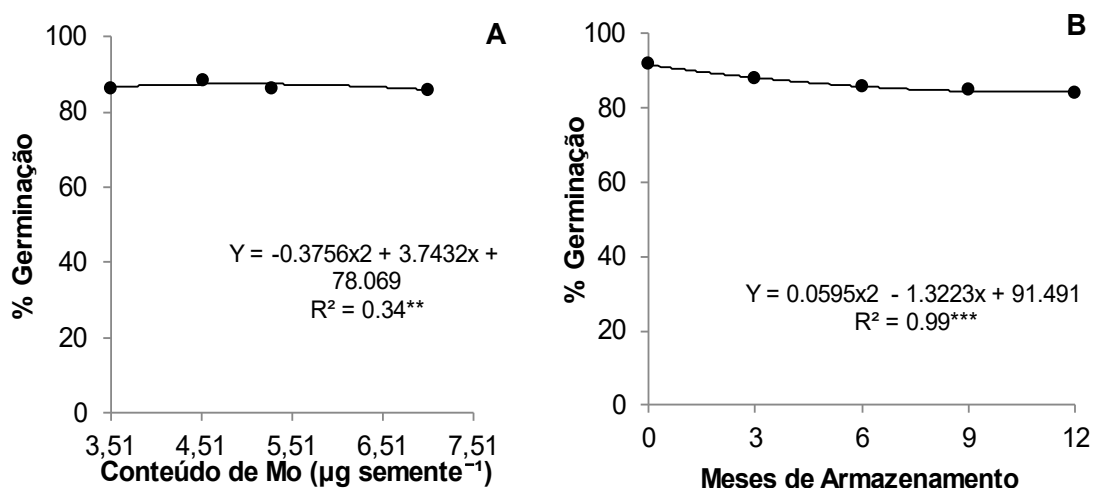 A
% Germinação
100
80
60
40
20
0
Y = -0.3756x2 + 3.7432x +
78.069
R² = 0.34**
3,51 4,51 5,51 6,51 7,51
Conteúdo de Mo (µg semente⁻¹)
B
% Germinação
100
80
60
40
20
0
Y = 0.0595x2 - 1.3223x + 91.491
R² = 0.99***
0 3 6 9 12
Meses de Armazenamento